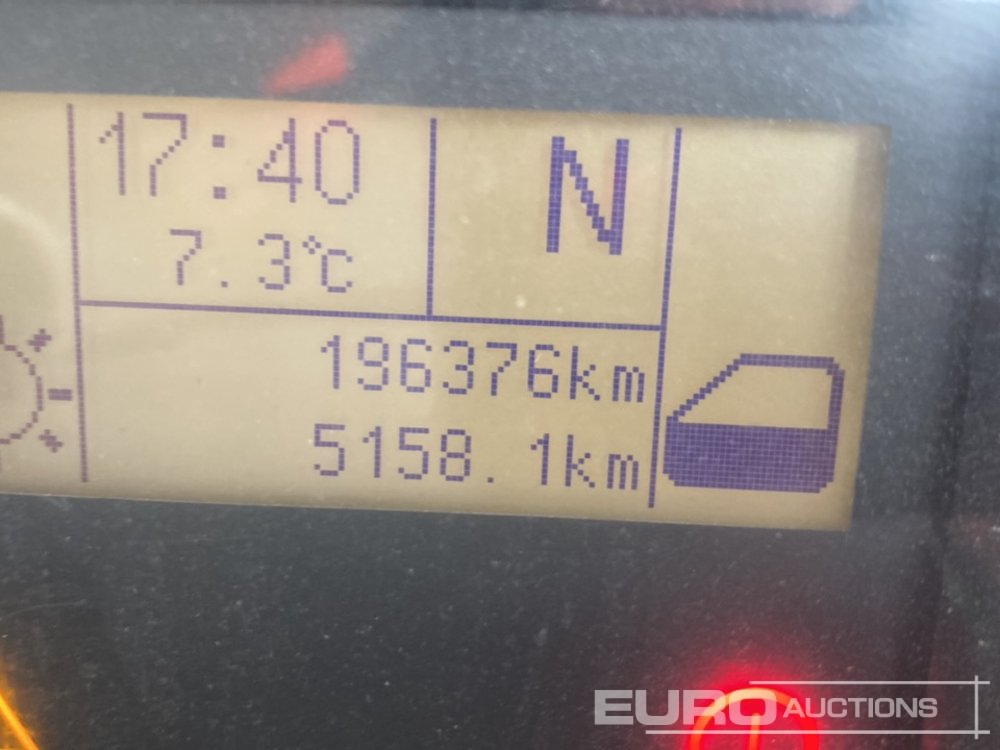 17:40
N
7.3°C
196376km
5158.1km
EURO AUCTIONS